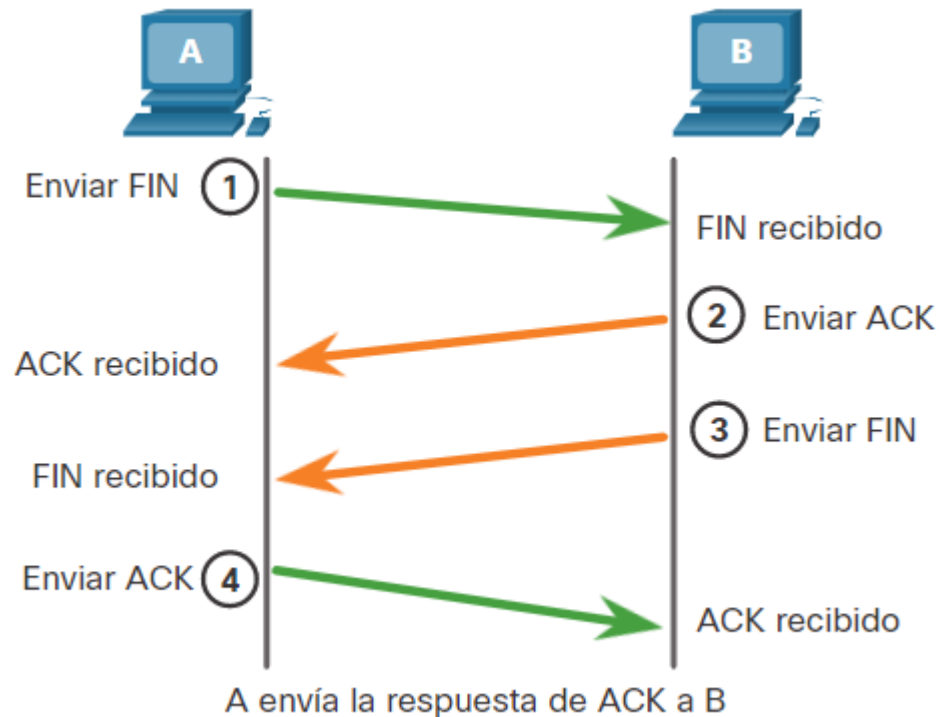 A
B
Enviar FIN 1
FIN recibido
2 Enviar ACK
ACK recibido
3 Enviar FIN
FIN recibido
Enviar ACK 4
ACK recibido
A envía la respuesta de ACK a B